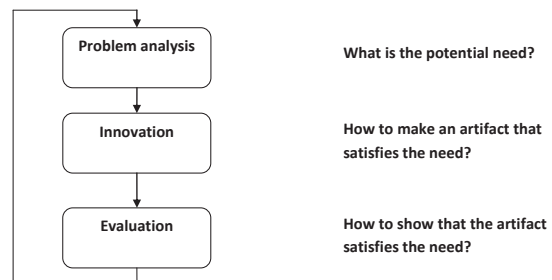 Problem analysis
What is the potential need?
Innovation
How to make an artifact that
satisfies the need?
Evaluation
How to show that the artifact
satisfies the need?